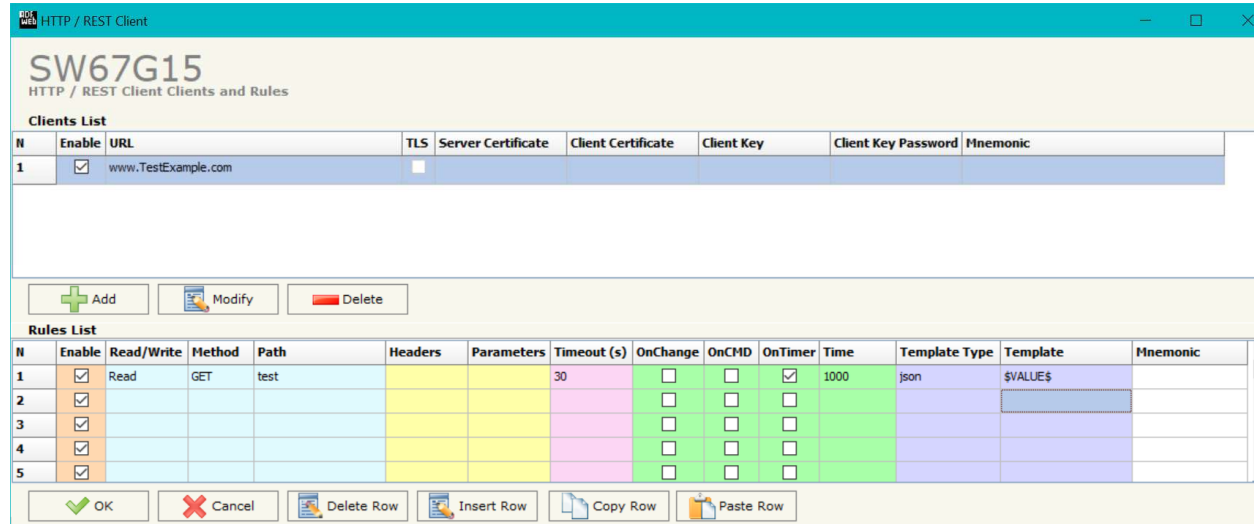 ADF WEB HTTP / REST Client
SW67G15
HTTP / REST Client Clients and Rules
Clients List
N Enable URL TLS Server Certificate Client Certificate Client Key Client Key Password Mnemonic
1 www.TestExample.com
Add Modify Delete
Rules List
N Enable Read/Write Method Path Headers Parameters Timeout (s) OnChange OnCMD OnTimer Time Template Type Template Mnemonic
1 Read GET test 30 1000 json $VALUE$
2
3
4
5
OK Cancel Delete Row Insert Row Copy Row Paste Row